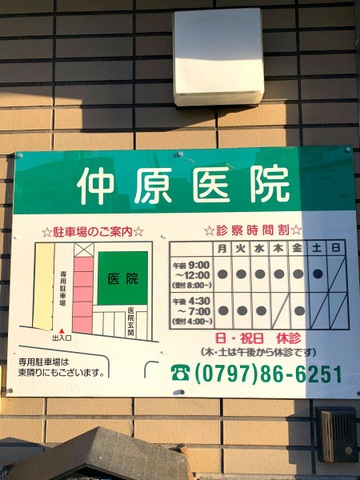 仲原医院
☆駐車場のご案内☆
専用駐車場
医院
医院玄関
出入口
専用駐車場は
東隣りにもございます。
☆診察時間割☆
月 火 水 木 金 土 日
午前 9:00
～12:00
(受付 8:00~)
● ● ● ● ● ●
午後 4:30
～ 7:00
(受付 4:00~)
● ● ● ●
日・祝日 休診
(木・土は午後から休診です)
☎(0797)86-6251